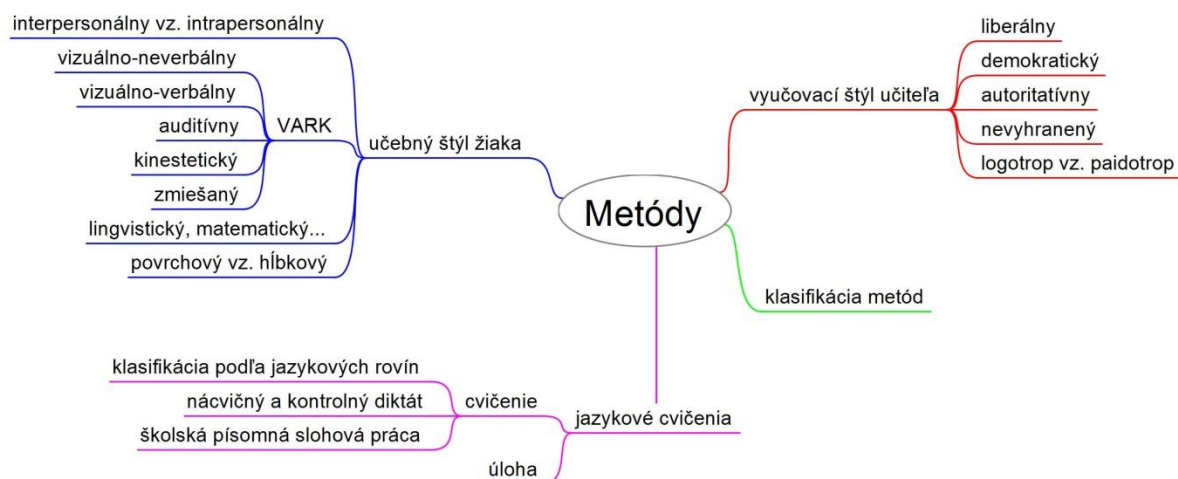 interpersonálny vz. intrapersonálny
vizuálno-neverbálny
vizuálno-verbálny
auditívny
VARK
kinestetický
zmiešaný
učebný štýl žiaka
lingvistický, matematický...
povrchový vz. hĺbkový
Metódy
liberálny
demokratický
vyučovací štýl učiteľa
autoritatívny
nevyhranený
logotrop vz. paidotrop
klasifikácia metód
klasifikácia podľa jazykových rovín
nácvičný a kontrolný diktát
cvičenie
školská písomná slohová práca
jazykové cvičenia
úloha